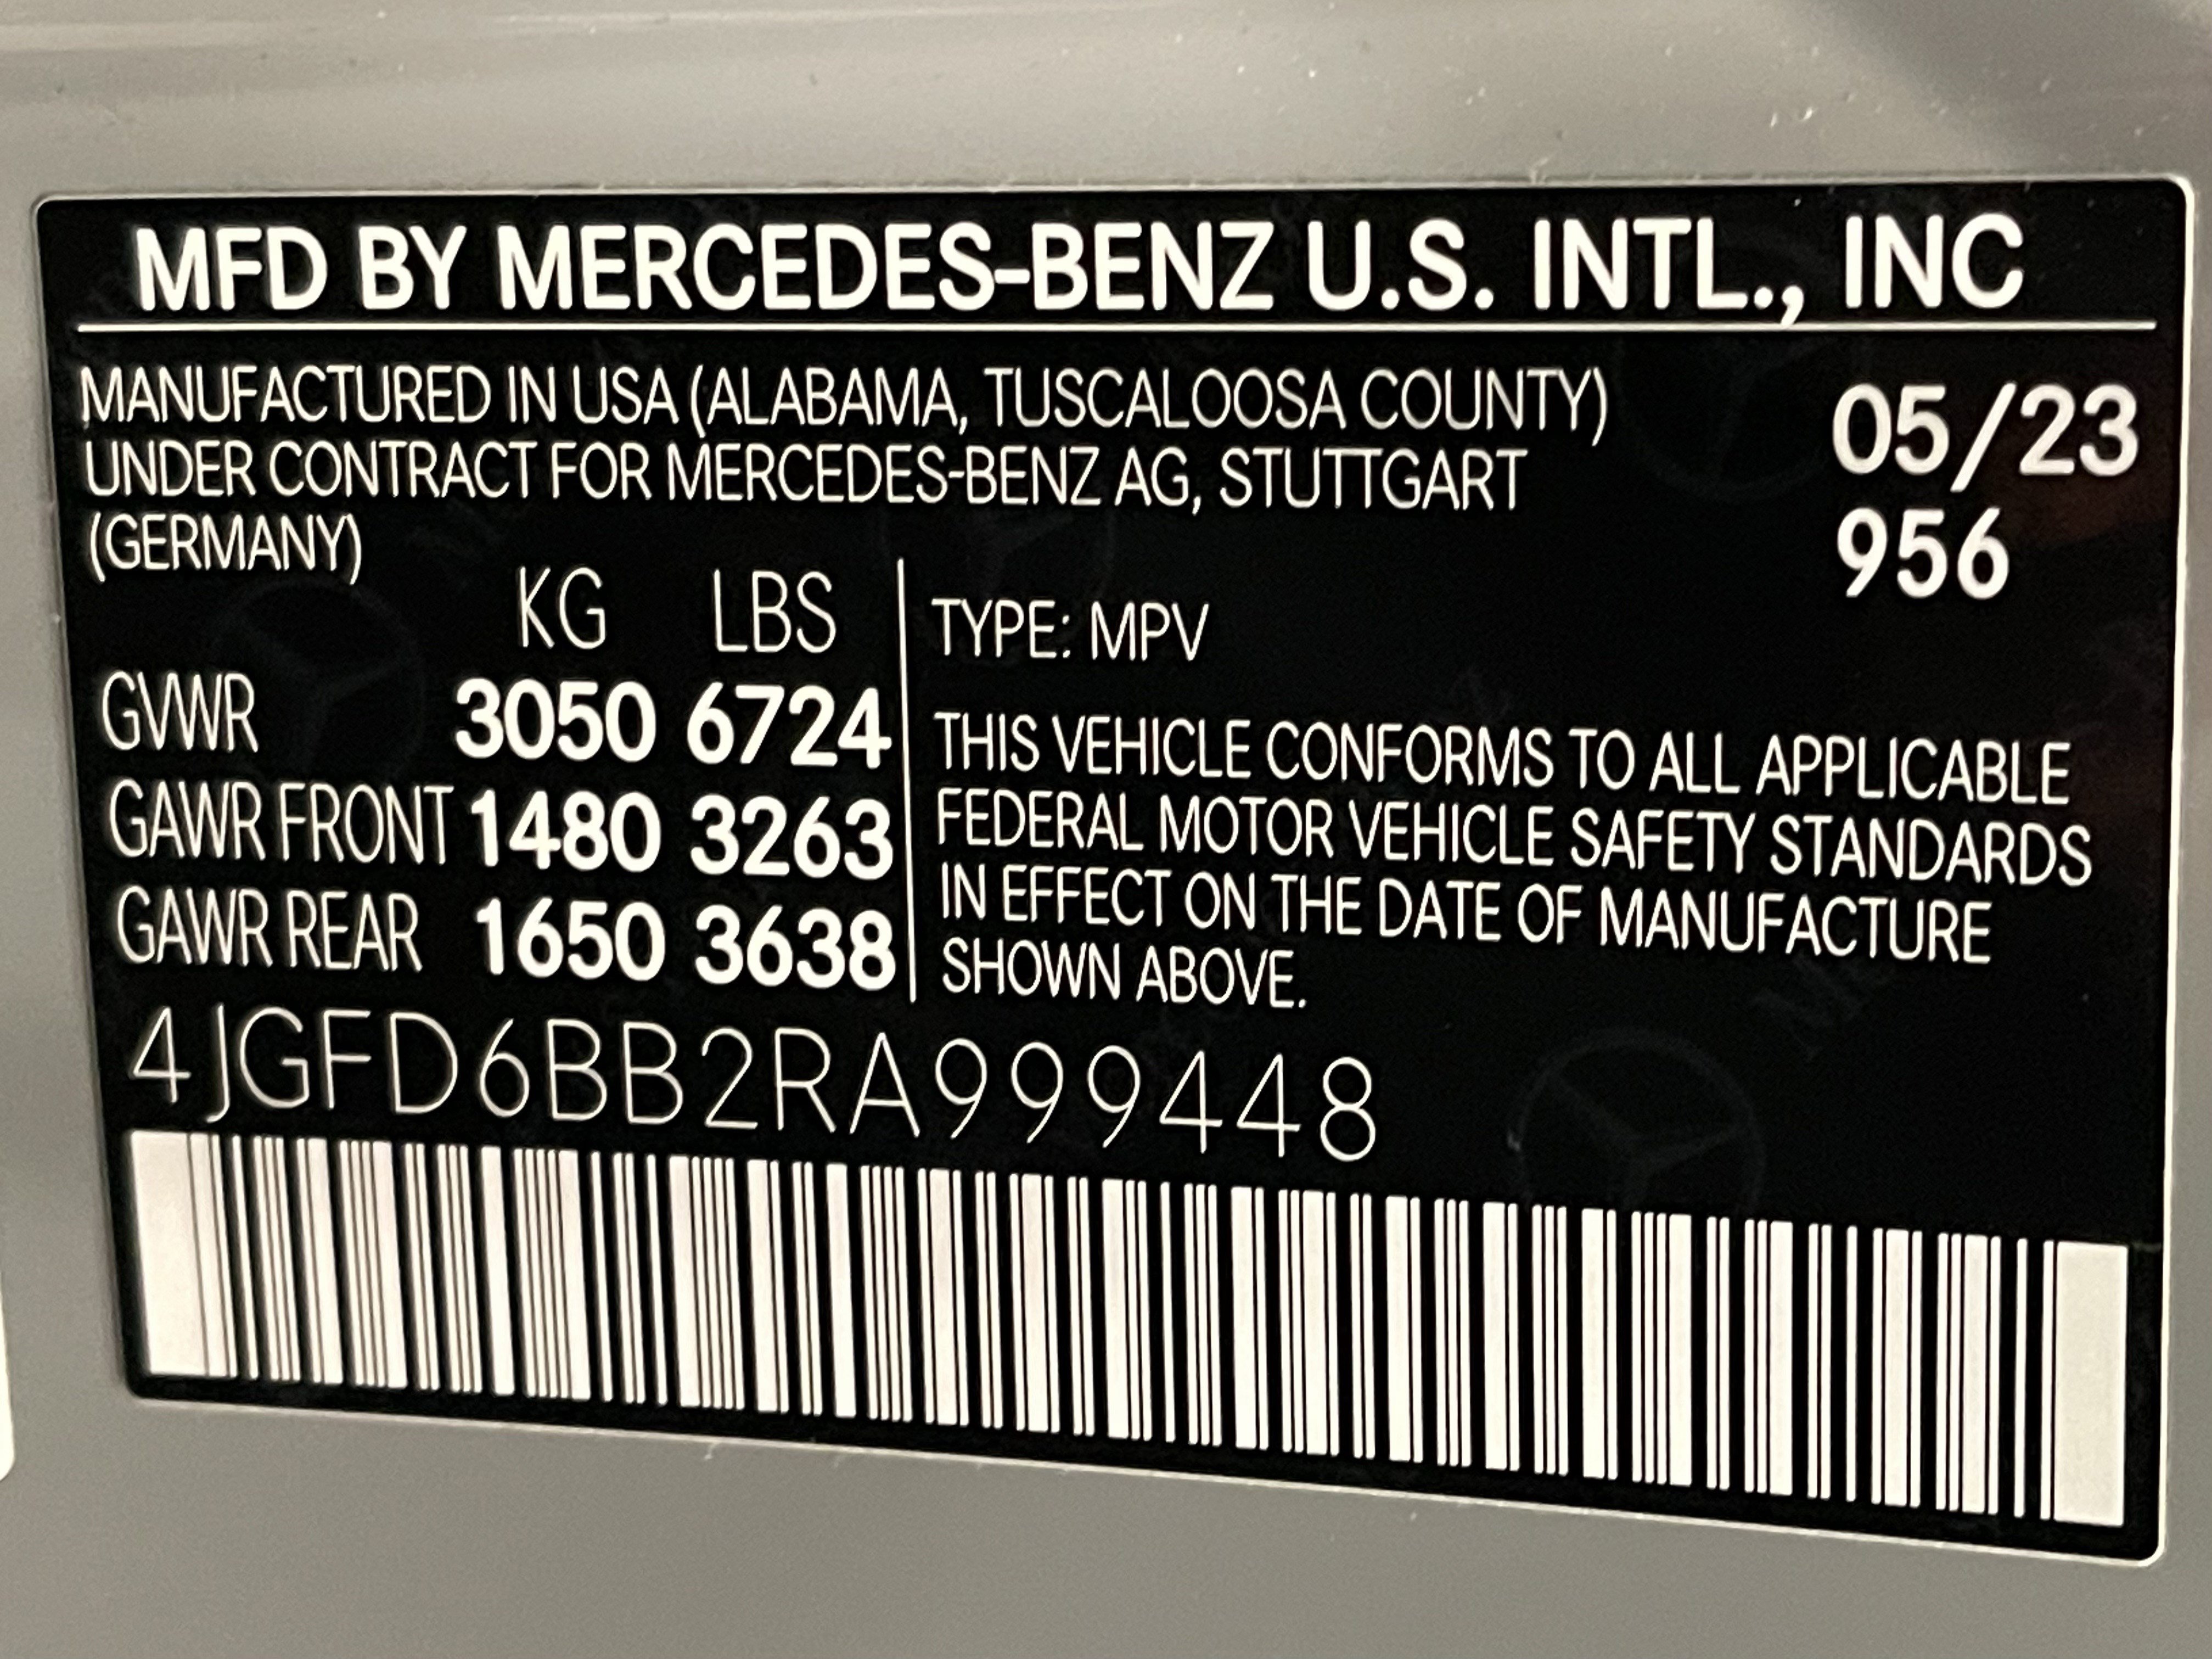 MFD BY MERCEDES-BENZ U.S. INTL., INC
MANUFACTURED IN USA (ALABAMA, TUSCALOOSA COUNTY)
UNDER CONTRACT FOR MERCEDES-BENZ AG, STUTTGART
(GERMANY)
05/23
956
KG LBS
GVWR 3050 6724
GAWR FRONT 1480 3263
GAWR REAR 1650 3638
TYPE: MPV
THIS VEHICLE CONFORMS TO ALL APPLICABLE
FEDERAL MOTOR VEHICLE SAFETY STANDARDS
IN EFFECT ON THE DATE OF MANUFACTURE
SHOWN ABOVE.
4JGFD6BB2RA999448